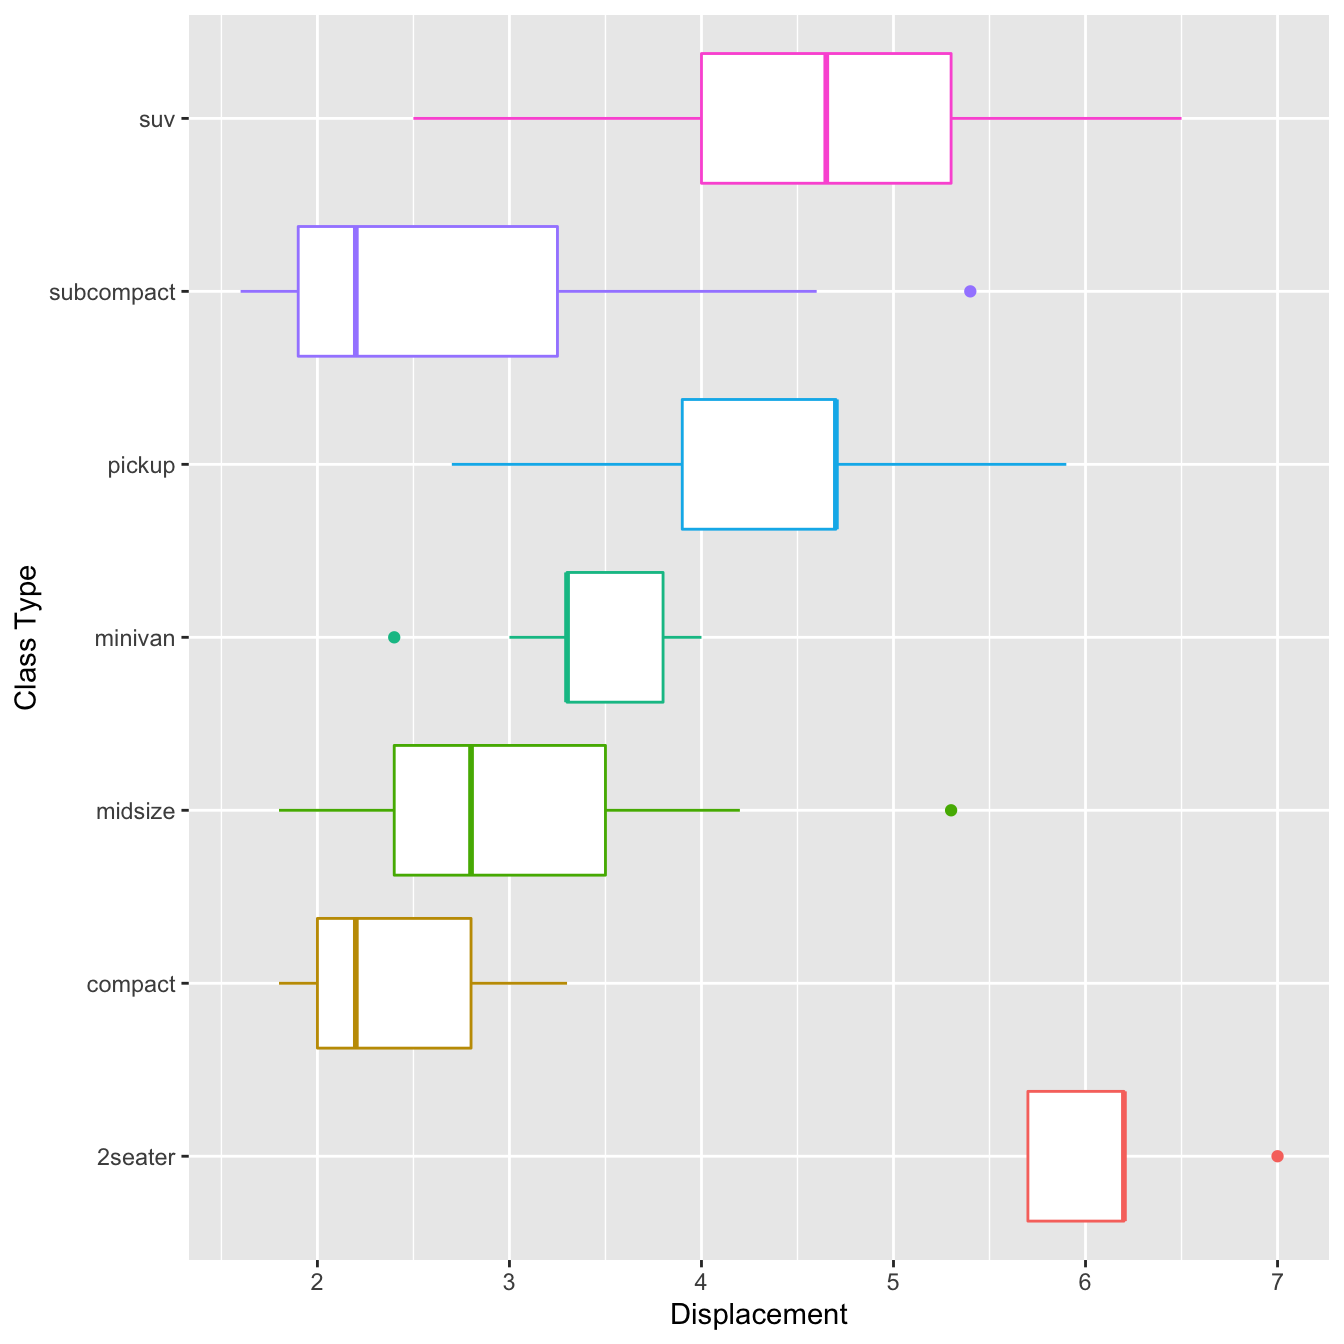 suv
subcompact
pickup
minivan
midsize
compact
2seater
Class Type
2 3 4 5 6 7
Displacement